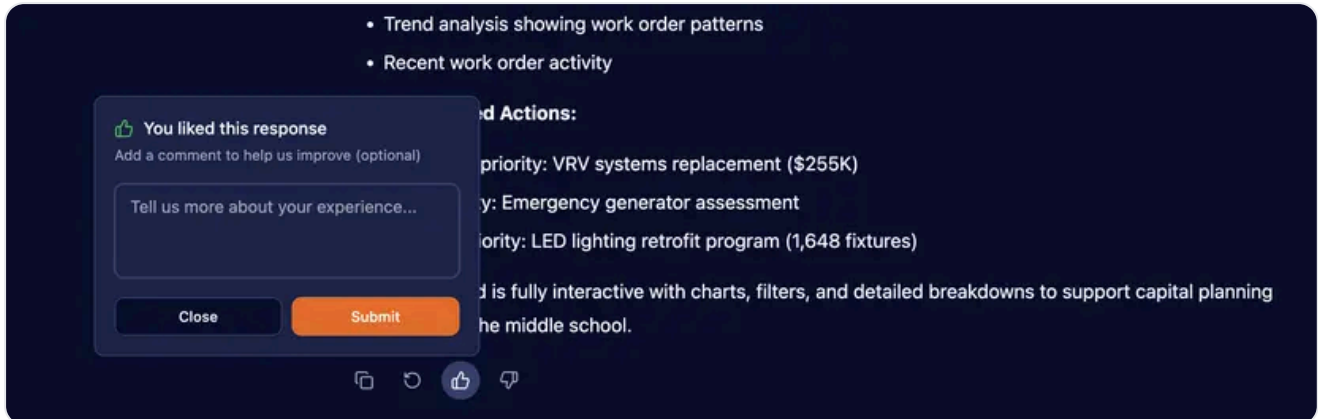 • Trend analysis showing work order patterns
• Recent work order activity
ed Actions:
priority: VRV systems replacement ($255K)
y: Emergency generator assessment
iority: LED lighting retrofit program (1,648 fixtures)
d is fully interactive with charts, filters, and detailed breakdowns to support capital planning
he middle school.
You liked this response
Add a comment to help us improve (optional)
Tell us more about your experience...
Close
Submit